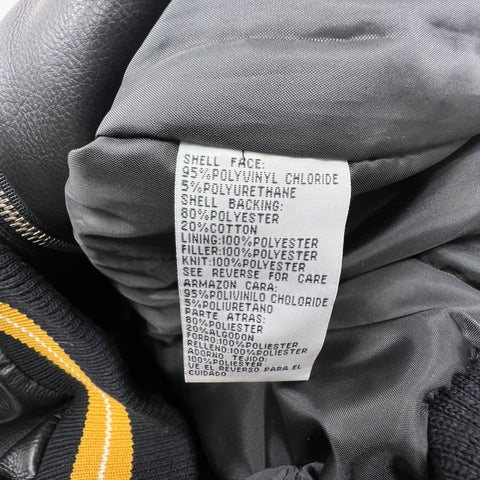 SHELL FACE:
95%POLYVINYL CHLORIDE
5%POLYURETHANE
SHELL BACKING:
80%POLYESTER
20%COTTON
LINING:100%POLYESTER
FILLER:100%POLYESTER
KNIT:100%POLYESTER
SEE REVERSE FOR CARE
ARMAZON CARA:
95%POLIVINILO CHOLORIDE
5%POLIURETANO
PARTE ATRAS:
80%POLIESTER
20%ALGODON
FORRO:100%POLIESTER
RELLENO:100%POLIESTER
ADORNO TEJIDO:
100%POLIESTER
VE EL REVERSO PARA EL
CUIDADO